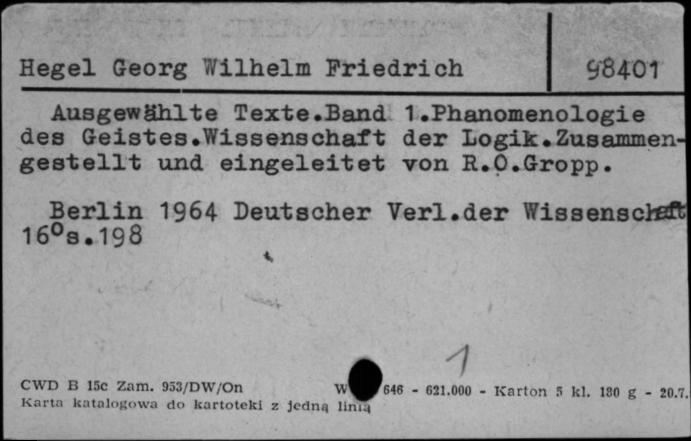 Hegel Georg Wilhelm Friedrich 98401
Ausgewählte Texte.Band 1.Phanomenologie
des Geistes.Wissenschaft der Logik.Zusammen-
gestellt und eingeleitet von R.O.Gropp.
Berlin 1964 Deutscher Verl.der Wissenschaft
16°s.198
1
CWD B 15c Zam. 953/DW/On W 646 - 621.000 - Karton 5 kl. 180 g - 20.7.
Karta katalogowa do kartoteki z jedną linią